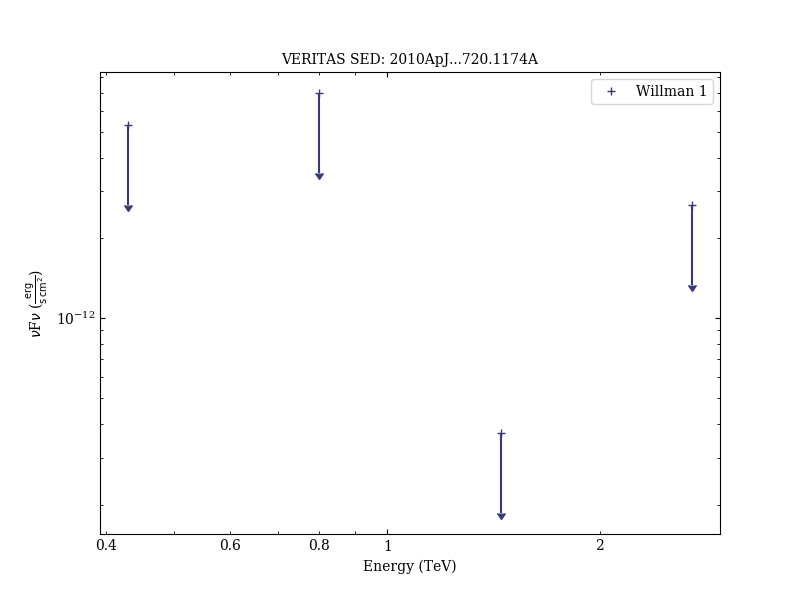 VERITAS SED: 2010ApJ...720.1174A
Willman 1
νFν (erg / s cm²)
10⁻¹²
0.4 0.6 0.8 1 2
Energy (TeV)